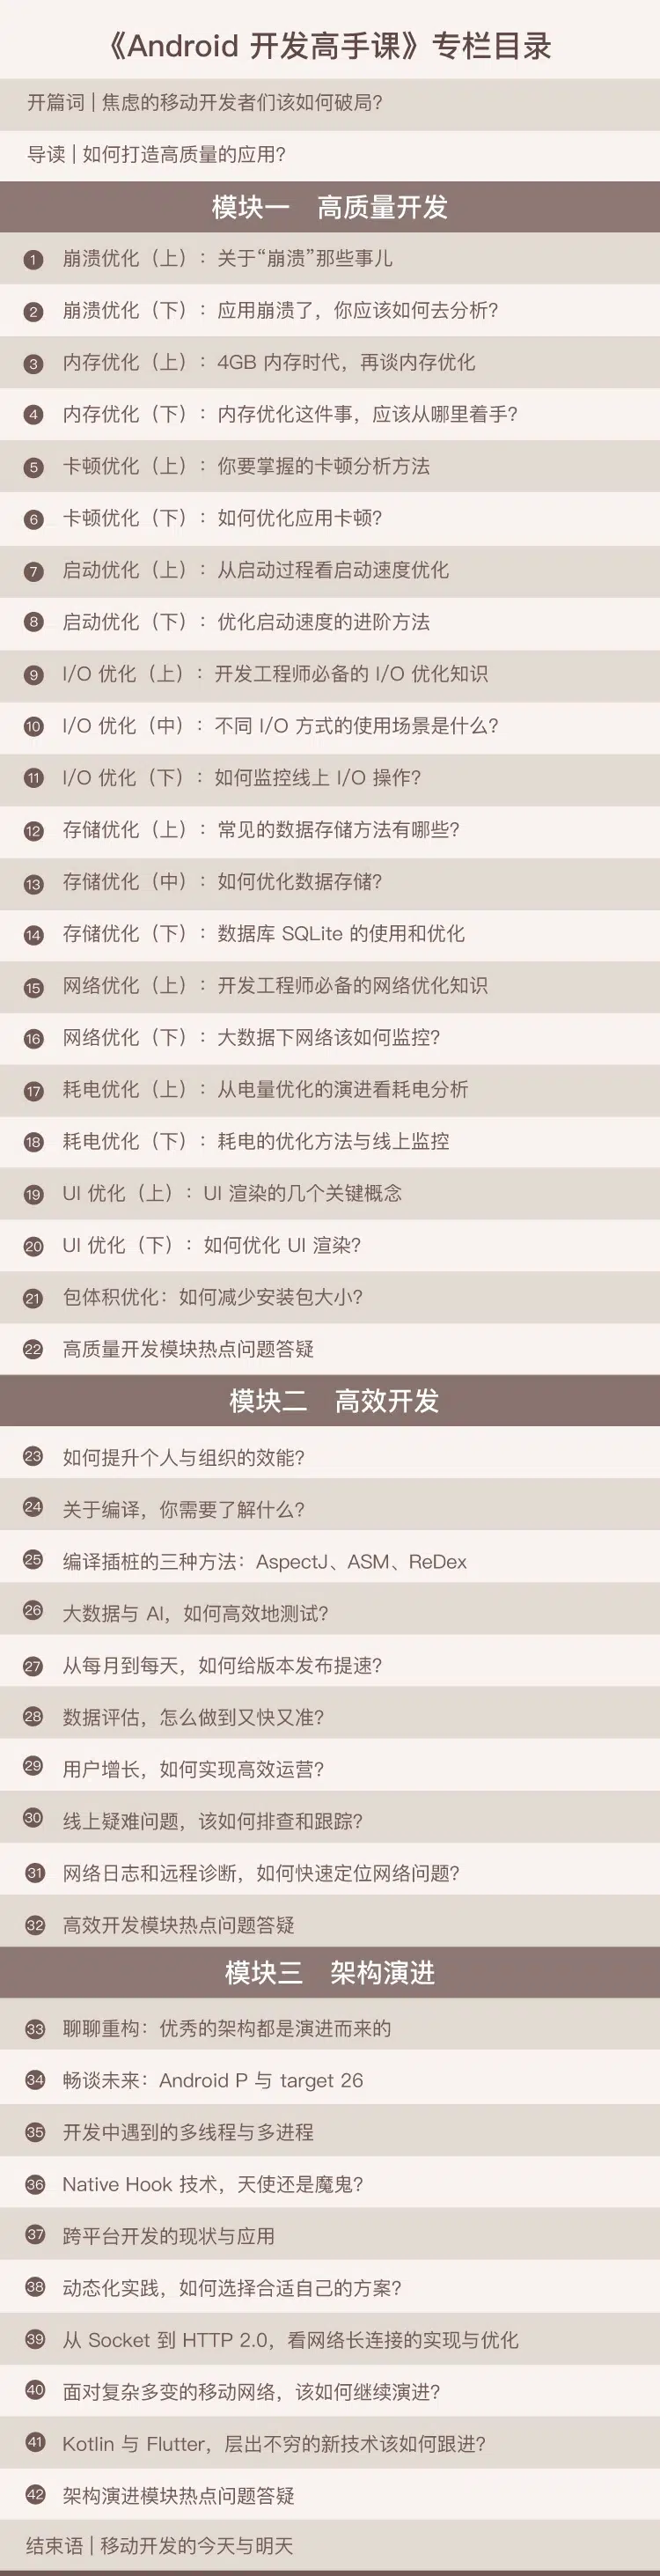 《Android 开发高手课》专栏目录
开篇词 | 焦虑的移动开发者们该如何破局?
导读 | 如何打造高质量的应用?
模块一 高质量开发
1 崩溃优化（上）：关于“崩溃”那些事儿
2 崩溃优化（下）：应用崩溃了，你应该如何去分析?
3 内存优化（上）：4GB 内存时代，再谈内存优化
4 内存优化（下）：内存优化这件事，应该从哪里着手?
5 卡顿优化（上）：你要掌握的卡顿分析方法
6 卡顿优化（下）：如何优化应用卡顿?
7 启动优化（上）：从启动过程看启动速度优化
8 启动优化（下）：优化启动速度的进阶方法
9 I/O 优化（上）：开发工程师必备的 I/O 优化知识
10 I/O 优化（中）：不同 I/O 方式的使用场景是什么?
11 I/O 优化（下）：如何监控线上 I/O 操作?
12 存储优化（上）：常见的数据存储方法有哪些?
13 存储优化（中）：如何优化数据存储?
14 存储优化（下）：数据库 SQLite 的使用和优化
15 网络优化（上）：开发工程师必备的网络优化知识
16 网络优化（下）：大数据下网络该如何监控?
17 耗电优化（上）：从电量优化的演进看耗电分析
18 耗电优化（下）：耗电的优化方法与线上监控
19 UI 优化（上）：UI 渲染的几个关键概念
20 UI 优化（下）：如何优化 UI 渲染?
21 包体积优化：如何减少安装包大小?
22 高质量开发模块热点问题答疑
模块二 高效开发
23 如何提升个人与组织的效能?
24 关于编译，你需要了解什么?
25 编译插桩的三种方法：AspectJ、ASM、ReDex
26 大数据与 AI，如何高效地测试?
27 从每月到每天，如何给版本发布提速?
28 数据评估，怎么做到又快又准?
29 用户增长，如何实现高效运营?
30 线上疑难问题，该如何排查和跟踪?
31 网络日志和远程诊断，如何快速定位网络问题?
32 高效开发模块热点问题答疑
模块三 架构演进
33 聊聊重构：优秀的架构都是演进而来的
34 畅谈未来：Android P 与 target 26
35 开发中遇到的多线程与多进程
36 Native Hook 技术，天使还是魔鬼?
37 跨平台开发的现状与应用
38 动态化实践，如何选择合适自己的方案?
39 从 Socket 到 HTTP 2.0，看网络长连接的实现与优化
40 面对复杂多变的移动网络，该如何继续演进?
41 Kotlin 与 Flutter，层出不穷的新技术该如何跟进?
42 架构演进模块热点问题答疑
结束语 | 移动开发的今天与明天